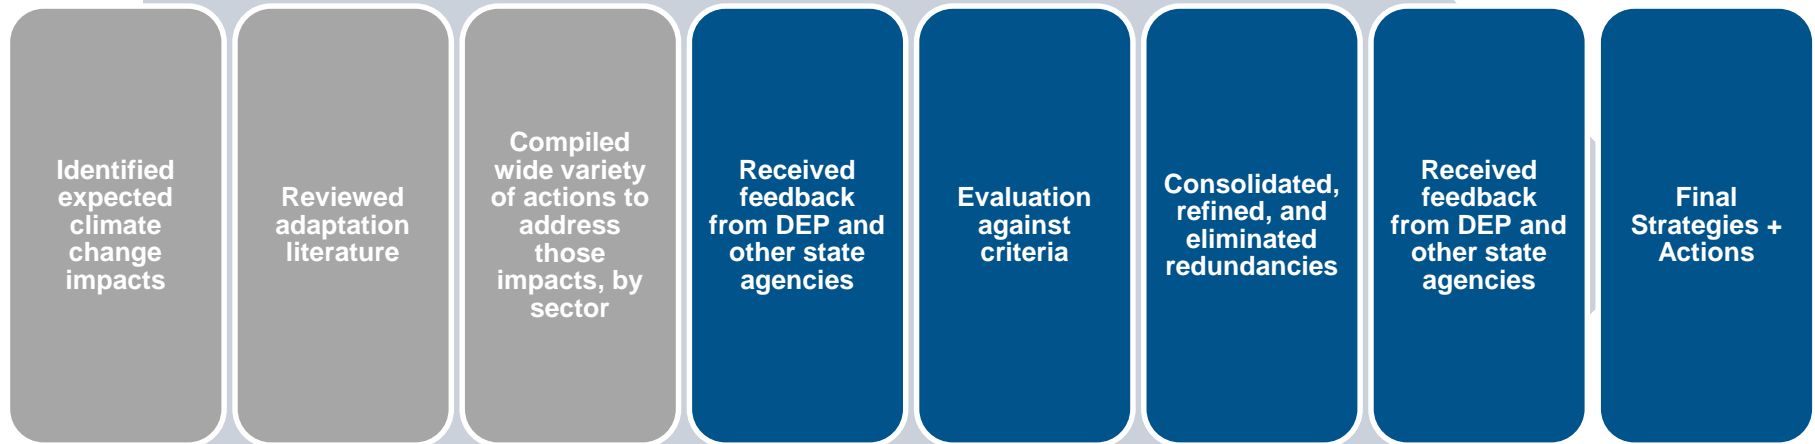 Identified
expected
climate
change
impacts
Reviewed
adaptation
literature
Compiled
wide variety
of actions to
address
those
impacts, by
sector
Received
feedback
from DEP and
other state
agencies
Evaluation
against
criteria
Consolidated,
refined, and
eliminated
redundancies
Received
feedback
from DEP and
other state
agencies
Final
Strategies +
Actions